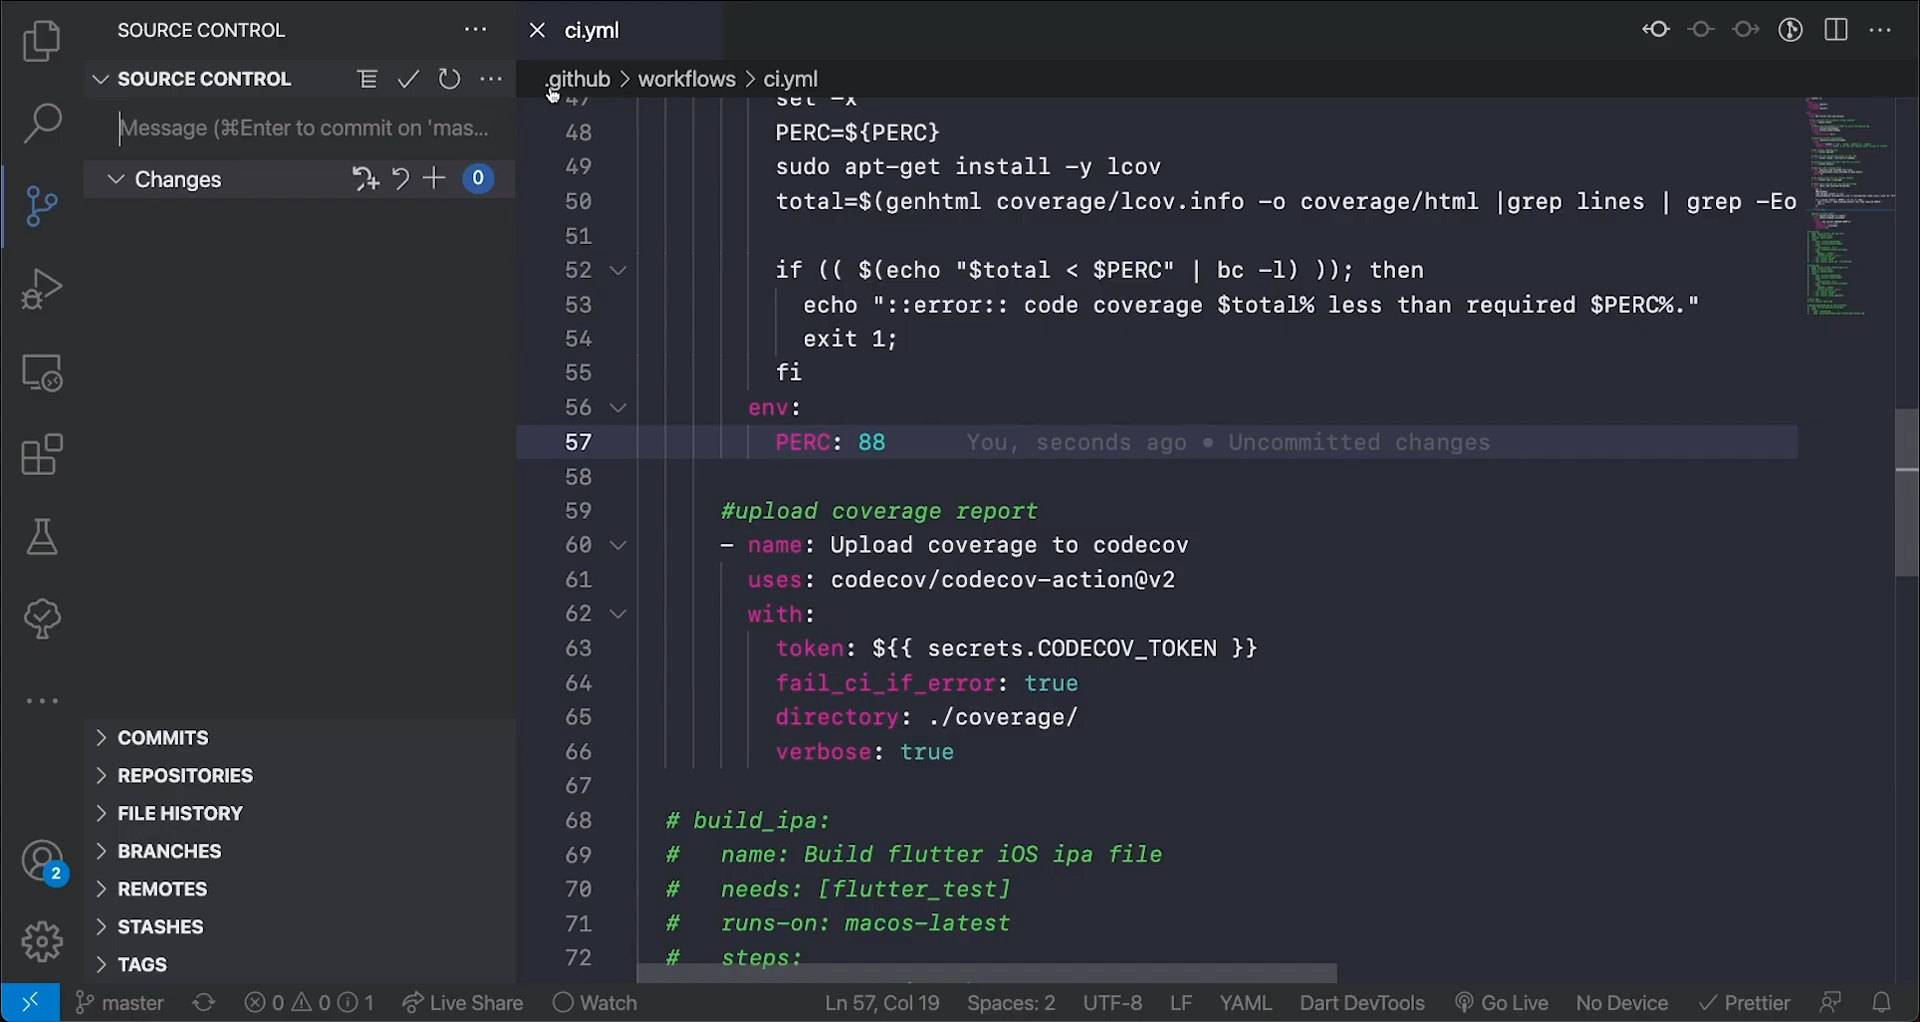 SOURCE CONTROL
SOURCE CONTROL
Message (⌘Enter to commit on 'mas...
Changes
0
COMMITS
REPOSITORIES
FILE HISTORY
BRANCHES
REMOTES
STASHES
TAGS
2
ci.yml
.github > workflows > ci.yml
47 set -x
48 PERC=${PERC}
49 sudo apt-get install -y lcov
50 total=$(genhtml coverage/lcov.info -o coverage/html |grep lines | grep -Eo
51
52 if (( $(echo "$total < $PERC" | bc -l) )); then
53 echo "::error:: code coverage $total% less than required $PERC%."
54 exit 1;
55 fi
56 env:
57 PERC: 88 You, seconds ago • Uncommitted changes
58
59 #upload coverage report
60 - name: Upload coverage to codecov
61 uses: codecov/codecov-action@v2
62 with:
63 token: ${{ secrets.CODECOV_TOKEN }}
64 fail_ci_if_error: true
65 directory: ./coverage/
66 verbose: true
67
68 # build_ipa:
69 # name: Build flutter iOS ipa file
70 # needs: [flutter_test]
71 # runs-on: macos-latest
72 # steps:
master 0 0 1 Live Share Watch Ln 57, Col 19 Spaces: 2 UTF-8 LF YAML Dart DevTools Go Live No Device Prettier